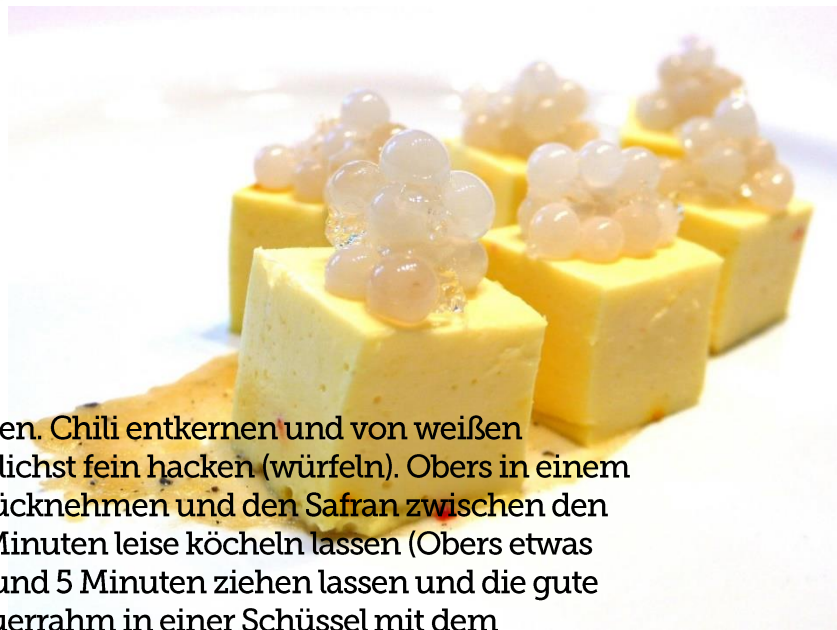 en. Chili entkernen und von weißen
lichst fein hacken (würfeln). Obers in einem
ücknehmen und den Safran zwischen den
Minuten leise köcheln lassen (Obers etwas
und 5 Minuten ziehen lassen und die gute
uerrahm in einer Schüssel mit dem